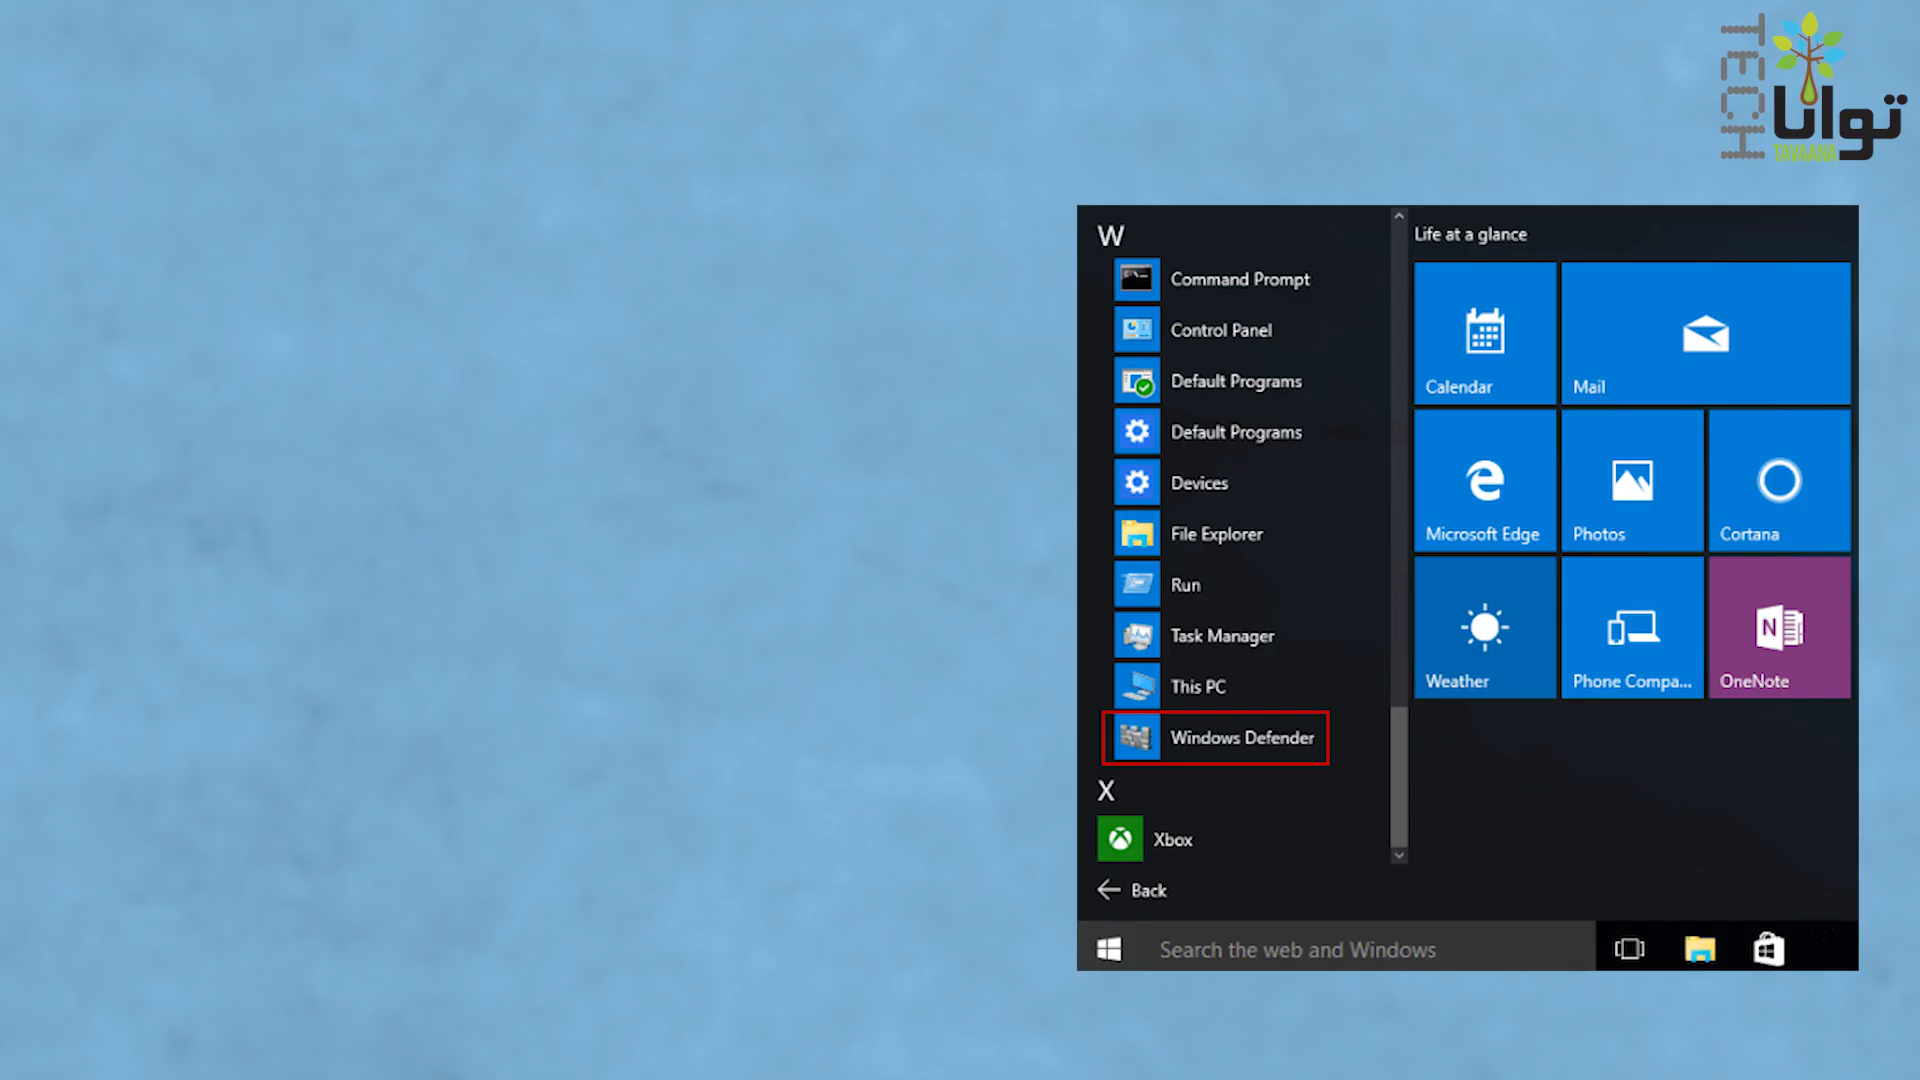 TECH
توانا
TAVAANA
W
Command Prompt
Control Panel
Default Programs
Default Programs
Devices
File Explorer
Run
Task Manager
This PC
Windows Defender
X
Xbox
Back
Life at a glance
Calendar
Mail
Microsoft Edge
Photos
Cortana
Weather
Phone Compa...
N
OneNote
Search the web and Windows